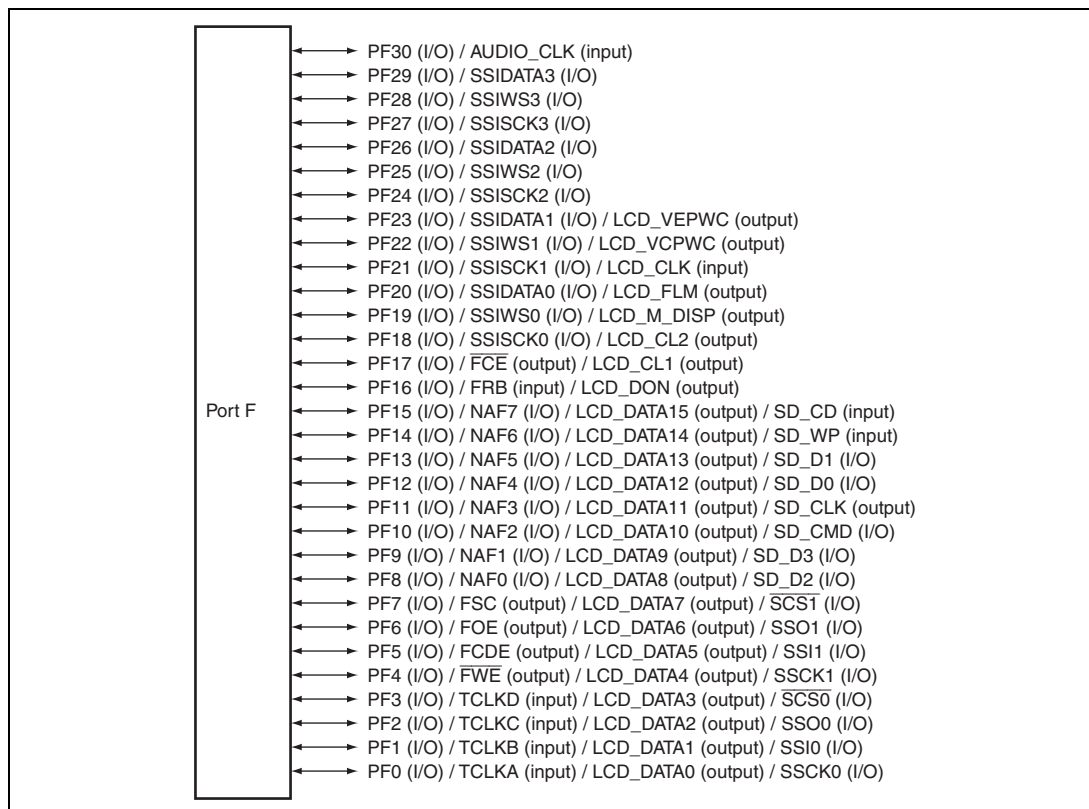 PF30 (I/O) / AUDIO_CLK (input)
PF29 (I/O) / SSIDATA3 (I/O)
PF28 (I/O) / SSIWS3 (I/O)
PF27 (I/O) / SSISCK3 (I/O)
PF26 (I/O) / SSIDATA2 (I/O)
PF25 (I/O) / SSIWS2 (I/O)
PF24 (I/O) / SSISCK2 (I/O)
PF23 (I/O) / SSIDATA1 (I/O) / LCD_VEPWC (output)
PF22 (I/O) / SSIWS1 (I/O) / LCD_VCPWC (output)
PF21 (I/O) / SSISCK1 (I/O) / LCD_CLK (input)
PF20 (I/O) / SSIDATA0 (I/O) / LCD_FLM (output)
PF19 (I/O) / SSIWS0 (I/O) / LCD_M_DISP (output)
PF18 (I/O) / SSISCK0 (I/O) / LCD_CL2 (output)
PF17 (I/O) / F̅C̅E̅ (output) / LCD_CL1 (output)
PF16 (I/O) / FRB (input) / LCD_DON (output)
Port F
PF15 (I/O) / NAF7 (I/O) / LCD_DATA15 (output) / SD_CD (input)
PF14 (I/O) / NAF6 (I/O) / LCD_DATA14 (output) / SD_WP (input)
PF13 (I/O) / NAF5 (I/O) / LCD_DATA13 (output) / SD_D1 (I/O)
PF12 (I/O) / NAF4 (I/O) / LCD_DATA12 (output) / SD_D0 (I/O)
PF11 (I/O) / NAF3 (I/O) / LCD_DATA11 (output) / SD_CLK (output)
PF10 (I/O) / NAF2 (I/O) / LCD_DATA10 (output) / SD_CMD (I/O)
PF9 (I/O) / NAF1 (I/O) / LCD_DATA9 (output) / SD_D3 (I/O)
PF8 (I/O) / NAF0 (I/O) / LCD_DATA8 (output) / SD_D2 (I/O)
PF7 (I/O) / FSC (output) / LCD_DATA7 (output) / S̅C̅S̅1̅ (I/O)
PF6 (I/O) / FOE (output) / LCD_DATA6 (output) / SSO1 (I/O)
PF5 (I/O) / FCDE (output) / LCD_DATA5 (output) / SSI1 (I/O)
PF4 (I/O) / F̅W̅E̅ (output) / LCD_DATA4 (output) / SSCK1 (I/O)
PF3 (I/O) / TCLKD (input) / LCD_DATA3 (output) / S̅C̅S̅0̅ (I/O)
PF2 (I/O) / TCLKC (input) / LCD_DATA2 (output) / SSO0 (I/O)
PF1 (I/O) / TCLKB (input) / LCD_DATA1 (output) / SSI0 (I/O)
PF0 (I/O) / TCLKA (input) / LCD_DATA0 (output) / SSCK0 (I/O)